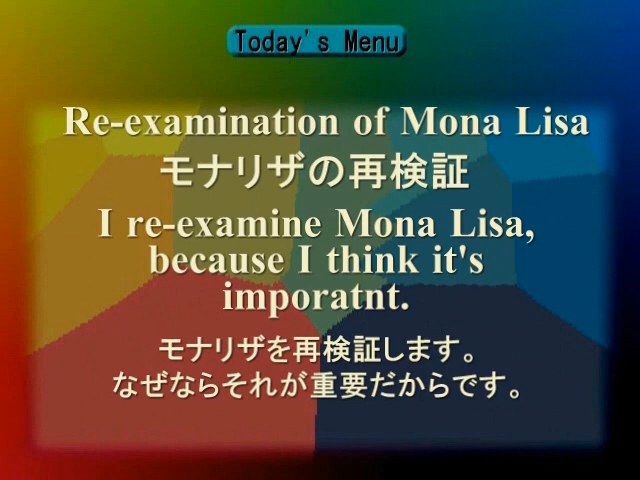 Today's Menu
Re-examination of Mona Lisa
モナリザの再検証
I re-examine Mona Lisa,
because I think it's
imporatnt.
モナリザを再検証します。
なぜならそれが重要だからです。